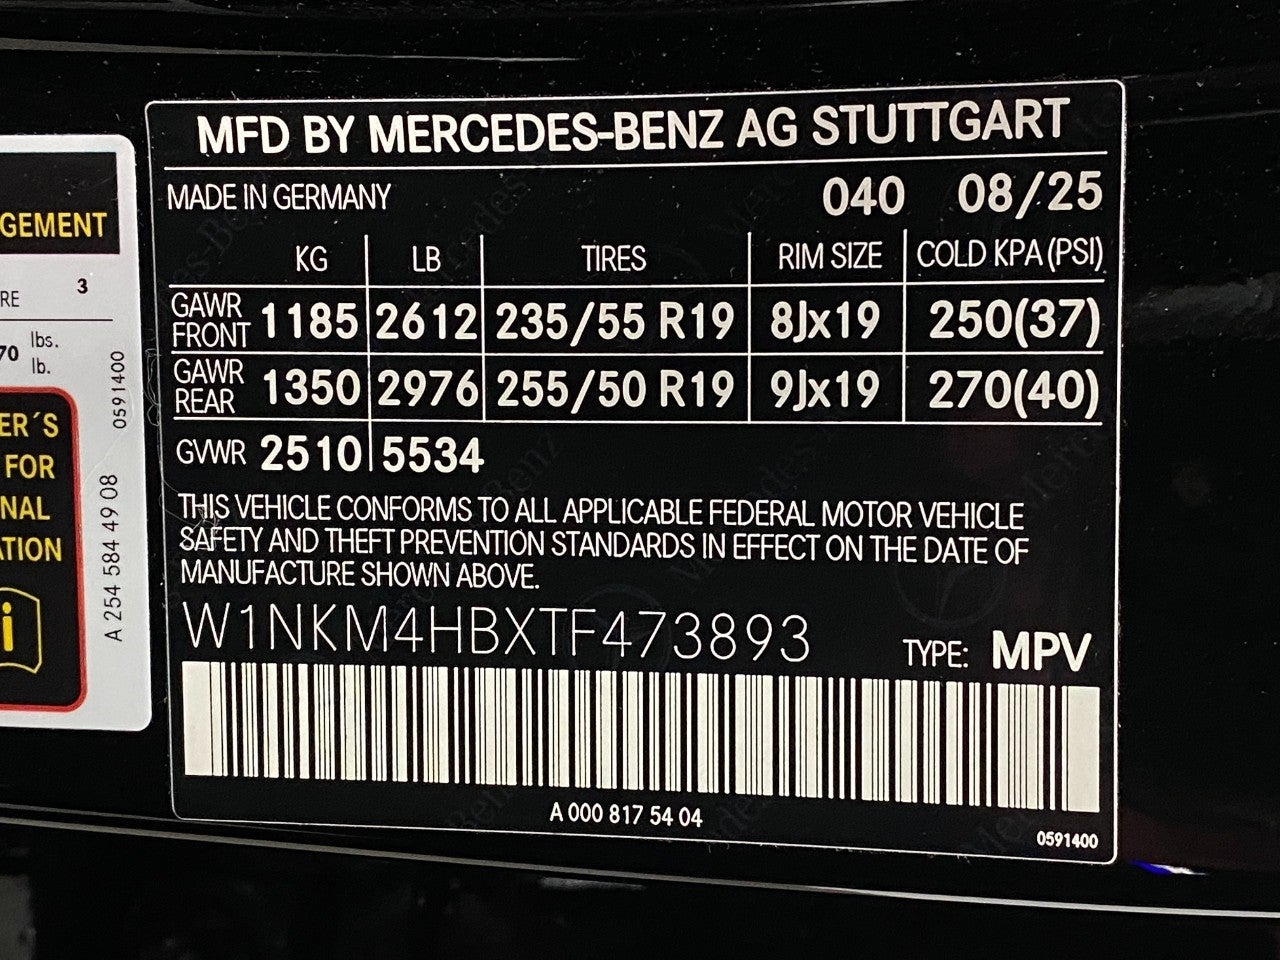 GEMENT
RE 3
70 lbs.
lb.
ER´S
FOR
NAL
ATION
i
0591400
A 254 584 49 08
MFD BY MERCEDES-BENZ AG STUTTGART
MADE IN GERMANY 040 08/25
KG LB TIRES RIM SIZE COLD KPA (PSI)
GAWR FRONT 1185 2612 235/55 R19 8Jx19 250(37)
GAWR REAR 1350 2976 255/50 R19 9Jx19 270(40)
GVWR 2510 5534
THIS VEHICLE CONFORMS TO ALL APPLICABLE FEDERAL MOTOR VEHICLE
SAFETY AND THEFT PREVENTION STANDARDS IN EFFECT ON THE DATE OF
MANUFACTURE SHOWN ABOVE.
W1NKM4HBXTF473893 TYPE: MPV
A 000 817 54 04
0591400